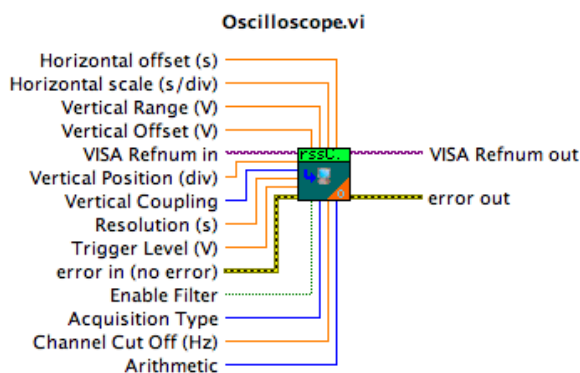 Oscilloscope.vi
Horizontal offset (s)
Horizontal scale (s/div)
Vertical Range (V)
Vertical Offset (V)
VISA Refnum in
rssC.
VISA Refnum out
Vertical Position (div)
Vertical Coupling
error out
Resolution (s)
Trigger Level (V)
error in (no error)
Enable Filter
Acquisition Type
Channel Cut Off (Hz)
Arithmetic